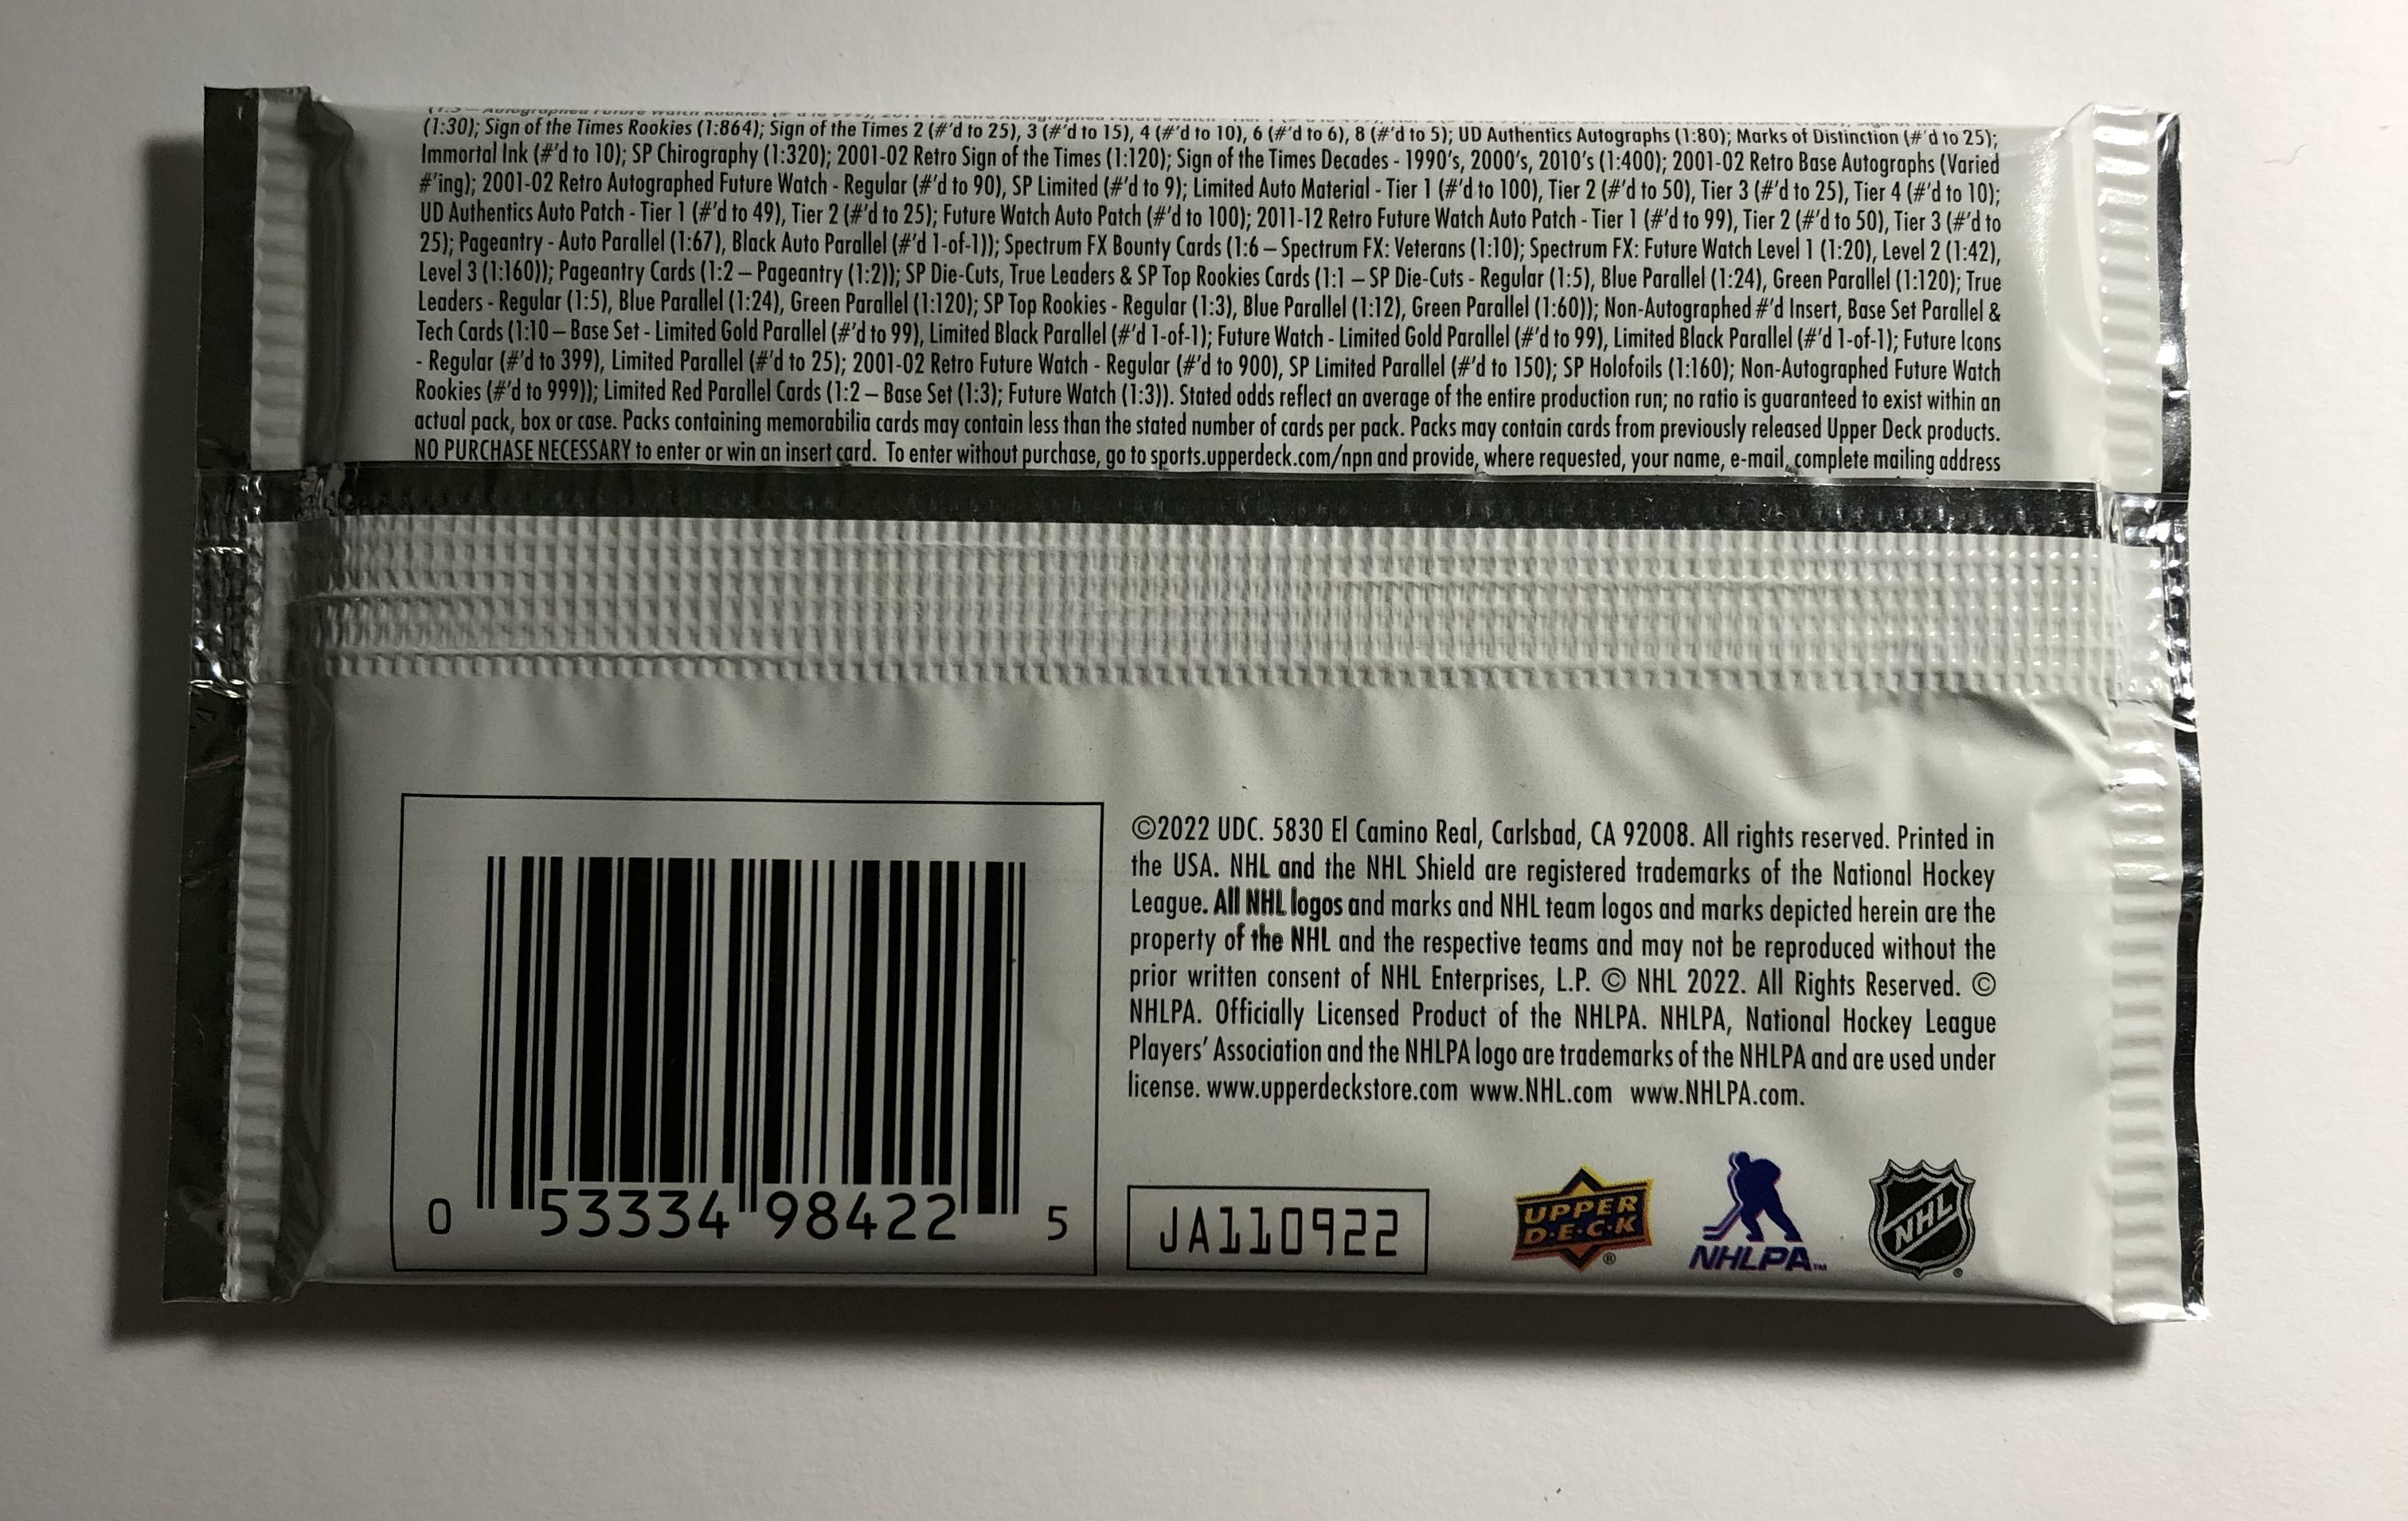 (1:30); Sign of the Times Rookies (1:864); Sign of the Times 2 (#'d to 25), 3 (#'d to 15), 4 (#'d to 10), 6 (#'d to 6), 8 (#'d to 5); UD Authentics Autographs (1:80); Marks of Distinction (#'d to 25);
Immortal Ink (#'d to 10); SP Chirography (1:320); 2001-02 Retro Sign of the Times (1:120); Sign of the Times Decades - 1990's, 2000's, 2010's (1:400); 2001-02 Retro Base Autographs (Varied
#'ing); 2001-02 Retro Autographed Future Watch - Regular (#'d to 90), SP Limited (#'d to 9); Limited Auto Material - Tier 1 (#'d to 100), Tier 2 (#'d to 50), Tier 3 (#'d to 25), Tier 4 (#'d to 10);
UD Authentics Auto Patch - Tier 1 (#'d to 49), Tier 2 (#'d to 25); Future Watch Auto Patch (#'d to 100); 2011-12 Retro Future Watch Auto Patch - Tier 1 (#'d to 99), Tier 2 (#'d to 50), Tier 3 (#'d to
25); Pageantry - Auto Parallel (1:67), Black Auto Parallel (#'d 1-of-1)); Spectrum FX Bounty Cards (1:6 – Spectrum FX: Veterans (1:10); Spectrum FX: Future Watch Level 1 (1:20), Level 2 (1:42),
Level 3 (1:160)); Pageantry Cards (1:2 – Pageantry (1:2)); SP Die-Cuts, True Leaders & SP Top Rookies Cards (1:1 – SP Die-Cuts - Regular (1:5), Blue Parallel (1:24), Green Parallel (1:120); True
Leaders - Regular (1:5), Blue Parallel (1:24), Green Parallel (1:120); SP Top Rookies - Regular (1:3), Blue Parallel (1:12), Green Parallel (1:60)); Non-Autographed #'d Insert, Base Set Parallel &
Tech Cards (1:10 – Base Set - Limited Gold Parallel (#'d to 99), Limited Black Parallel (#'d 1-of-1); Future Watch - Limited Gold Parallel (#'d to 99), Limited Black Parallel (#'d 1-of-1); Future Icons
- Regular (#'d to 399), Limited Parallel (#'d to 25); 2001-02 Retro Future Watch - Regular (#'d to 900), SP Limited Parallel (#'d to 150); SP Holofoils (1:160); Non-Autographed Future Watch
Rookies (#'d to 999)); Limited Red Parallel Cards (1:2 – Base Set (1:3); Future Watch (1:3)). Stated odds reflect an average of the entire production run; no ratio is guaranteed to exist within an
actual pack, box or case. Packs containing memorabilia cards may contain less than the stated number of cards per pack. Packs may contain cards from previously released Upper Deck products.
NO PURCHASE NECESSARY to enter or win an insert card. To enter without purchase, go to sports.upperdeck.com/npn and provide, where requested, your name, e-mail, complete mailing address
©2022 UDC. 5830 El Camino Real, Carlsbad, CA 92008. All rights reserved. Printed in
the USA. NHL and the NHL Shield are registered trademarks of the National Hockey
League. All NHL logos and marks and NHL team logos and marks depicted herein are the
property of the NHL and the respective teams and may not be reproduced without the
prior written consent of NHL Enterprises, L.P. © NHL 2022. All Rights Reserved. ©
NHLPA. Officially Licensed Product of the NHLPA. NHLPA, National Hockey League
Players' Association and the NHLPA logo are trademarks of the NHLPA and are used under
license. www.upperdeckstore.com www.NHL.com www.NHLPA.com.
0 53334 98422 5
JA110922
UPPER
D·E·C·K ®
NHLPA™
NHL ®